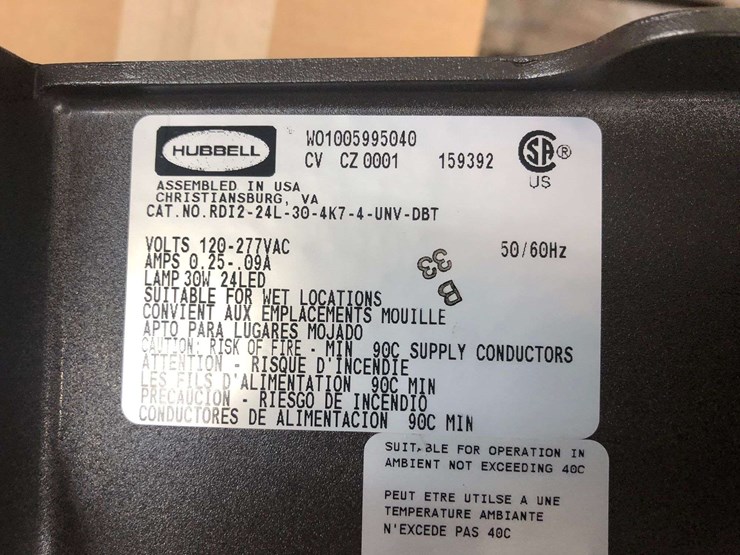 HUBBELL
WO1005995040
CV CZ 0001 159392
SA ®
US
ASSEMBLED IN USA
CHRISTIANSBURG, VA
CAT.NO.RDI2-24L-30-4K7-4-UNV-DBT
VOLTS 120-277VAC 50/60Hz
AMPS 0.25-.09A
LAMP 30W 24LED
33 B
SUITABLE FOR WET LOCATIONS
CONVIENT AUX EMPLACEMENTS MOUILLE
APTO PARA LUGARES MOJADO
CAUTION: RISK OF FIRE - MIN 90C SUPPLY CONDUCTORS
ATTENTION - RISQUE D'INCENDIE
LES FILS D'ALIMENTATION 90C MIN
PRECAUCION - RIESGO DE INCENDIO
CONDUCTORES DE ALIMENTACION 90C MIN
SUITABLE FOR OPERATION IN
AMBIENT NOT EXCEEDING 40C
PEUT ETRE UTILSE A UNE
TEMPERATURE AMBIANTE
N'EXCEDE PAS 40C